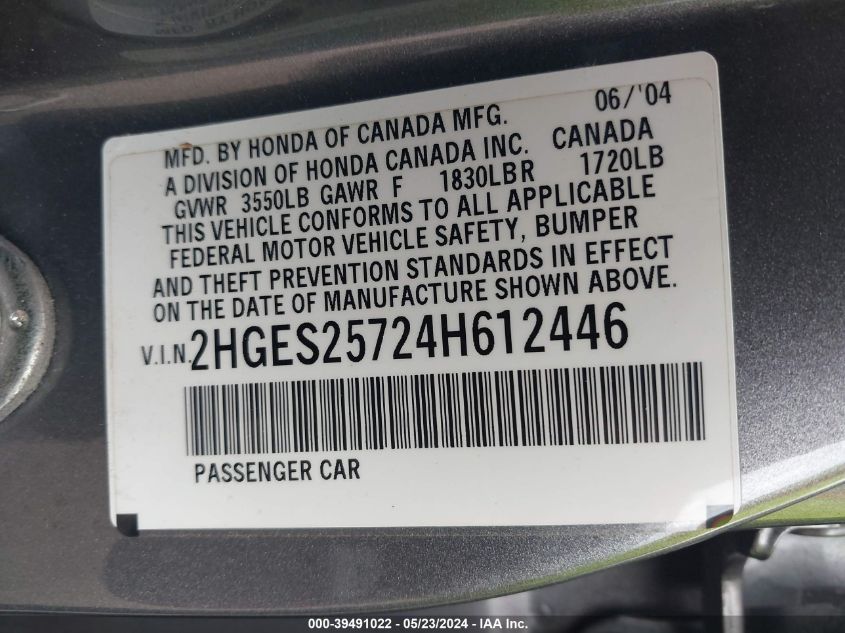 06/'04
MFD. BY HONDA OF CANADA MFG.
A DIVISION OF HONDA CANADA INC. CANADA
GVWR 3550LB GAWR F 1830LB R 1720LB
THIS VEHICLE CONFORMS TO ALL APPLICABLE
FEDERAL MOTOR VEHICLE SAFETY, BUMPER
AND THEFT PREVENTION STANDARDS IN EFFECT
ON THE DATE OF MANUFACTURE SHOWN ABOVE.
V.I.N. 2HGES25724H612446
PASSENGER CAR
000-39491022 - 05/23/2024 - IAA Inc.